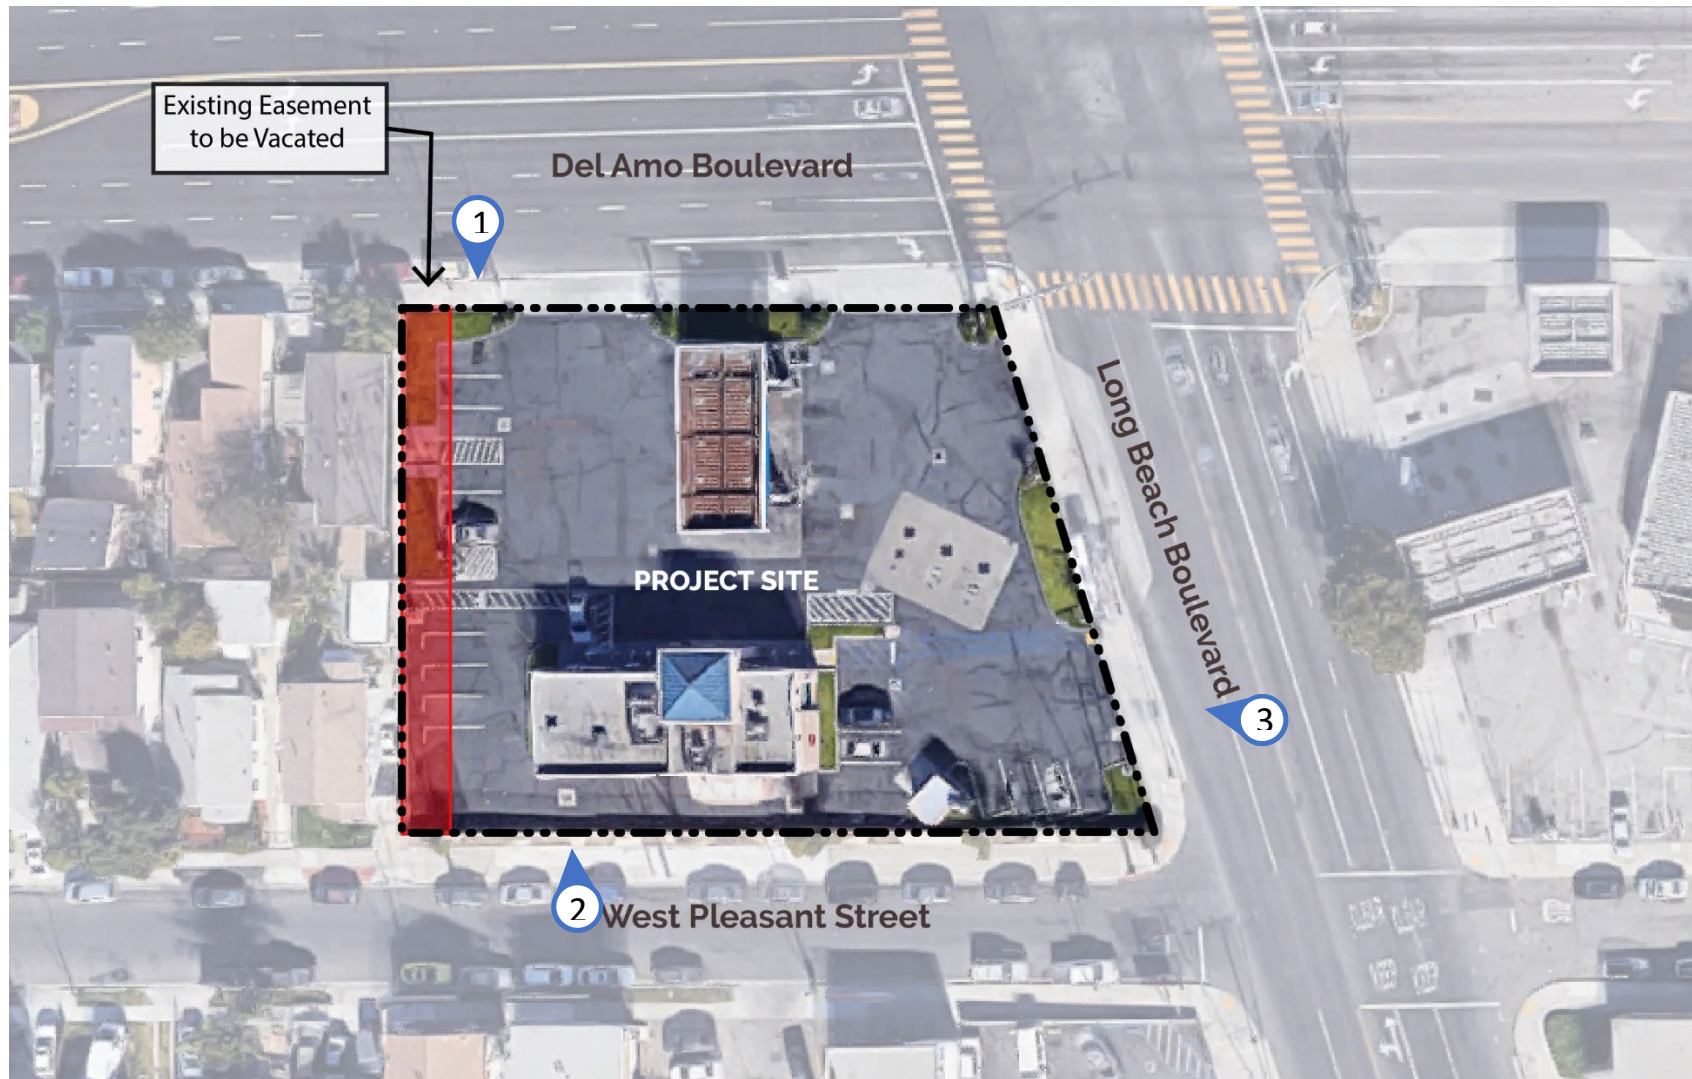 Existing Easement
to be Vacated
Del Amo Boulevard
1
Long Beach Boulevard
PROJECT SITE
3
2
West Pleasant Street